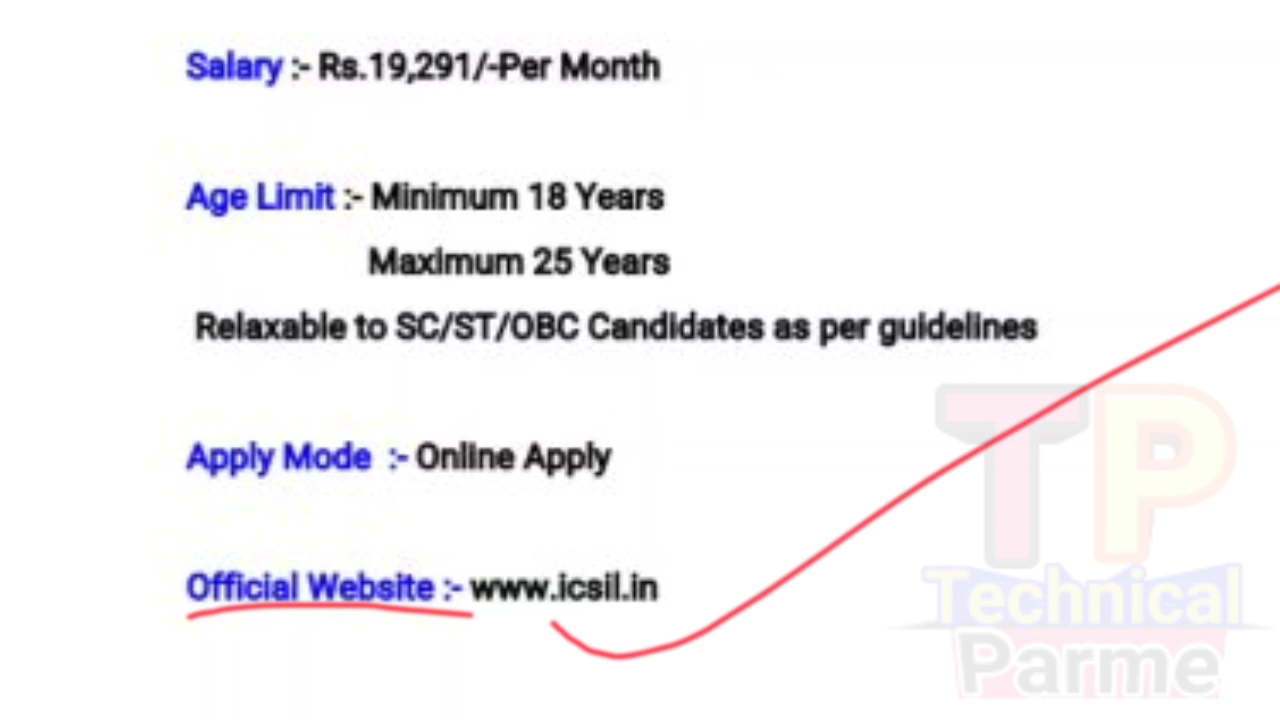 Salary :- Rs.19,291/-Per Month
Age Limit :- Minimum 18 Years
Maximum 25 Years
Relaxable to SC/ST/OBC Candidates as per guidelines
Apply Mode :- Online Apply
Official Website :- www.icsil.in
TP
Technical
Parme